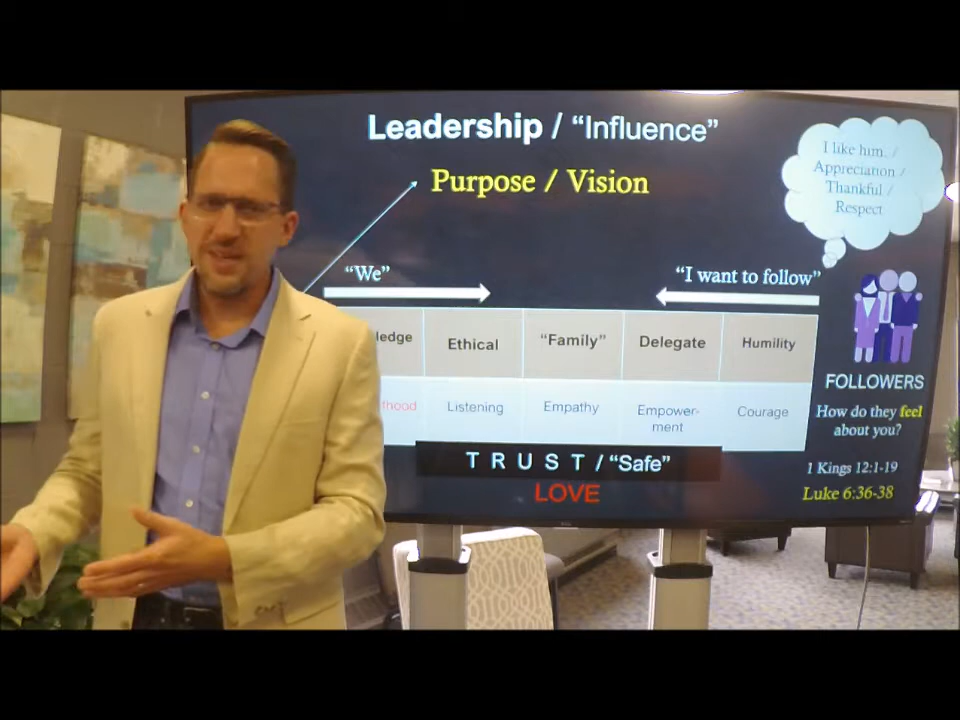 Leadership / “Influence”
Purpose / Vision
I like him. /
Appreciation /
Thankful /
Respect
“We”
“I want to follow”
ledge
Ethical
“Family”
Delegate
Humility
thood
Listening
Empathy
Empower-
ment
Courage
TRUST / “Safe”
LOVE
FOLLOWERS
How do they feel
about you?
1 Kings 12:1-19
Luke 6:36-38